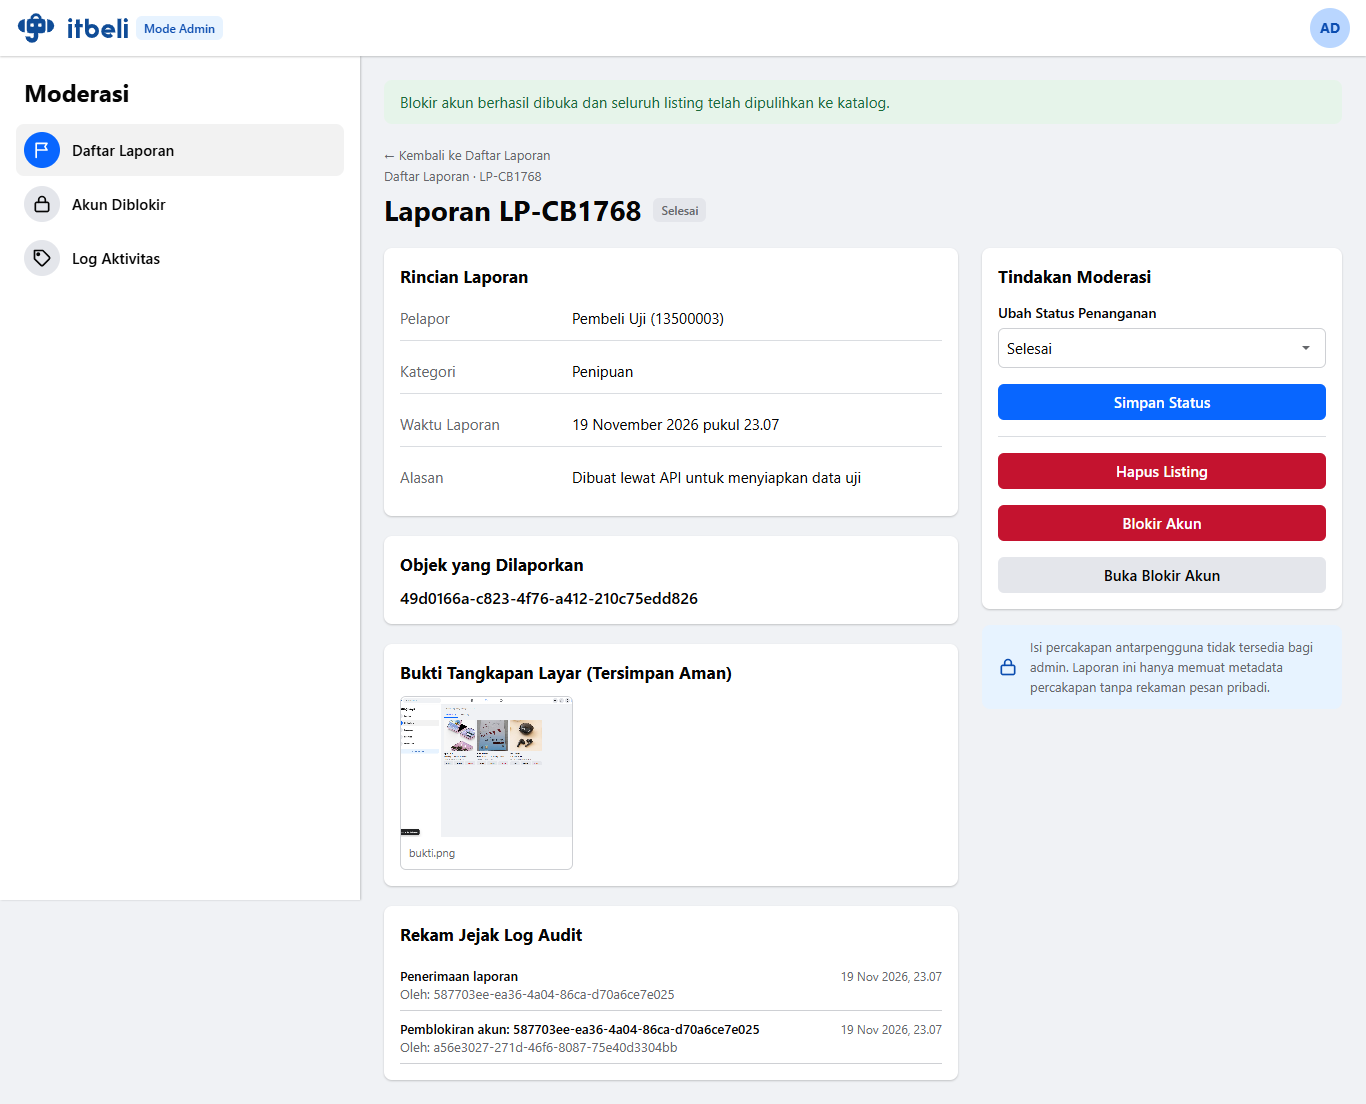 itbeli
Mode Admin
AD
Moderasi
Daftar Laporan
Akun Diblokir
Log Aktivitas
Blokir akun berhasil dibuka dan seluruh listing telah dipulihkan ke katalog.
← Kembali ke Daftar Laporan
Daftar Laporan · LP-CB1768
Laporan LP-CB1768
Selesai
Rincian Laporan
Pelapor
Pembeli Uji (13500003)
Kategori
Penipuan
Waktu Laporan
19 November 2026 pukul 23.07
Alasan
Dibuat lewat API untuk menyiapkan data uji
Objek yang Dilaporkan
49d0166a-c823-4f76-a412-210c75edd826
Bukti Tangkapan Layar (Tersimpan Aman)
bukti.png
Rekam Jejak Log Audit
Penerimaan laporan
19 Nov 2026, 23.07
Oleh: 587703ee-ea36-4a04-86ca-d70a6ce7e025
Pemblokiran akun: 587703ee-ea36-4a04-86ca-d70a6ce7e025
19 Nov 2026, 23.07
Oleh: a56e3027-271d-46f6-8087-75e40d3304bb
Tindakan Moderasi
Ubah Status Penanganan
Selesai
Simpan Status
Hapus Listing
Blokir Akun
Buka Blokir Akun
Isi percakapan antarpengguna tidak tersedia bagi
admin. Laporan ini hanya memuat metadata
percakapan tanpa rekaman pesan pribadi.